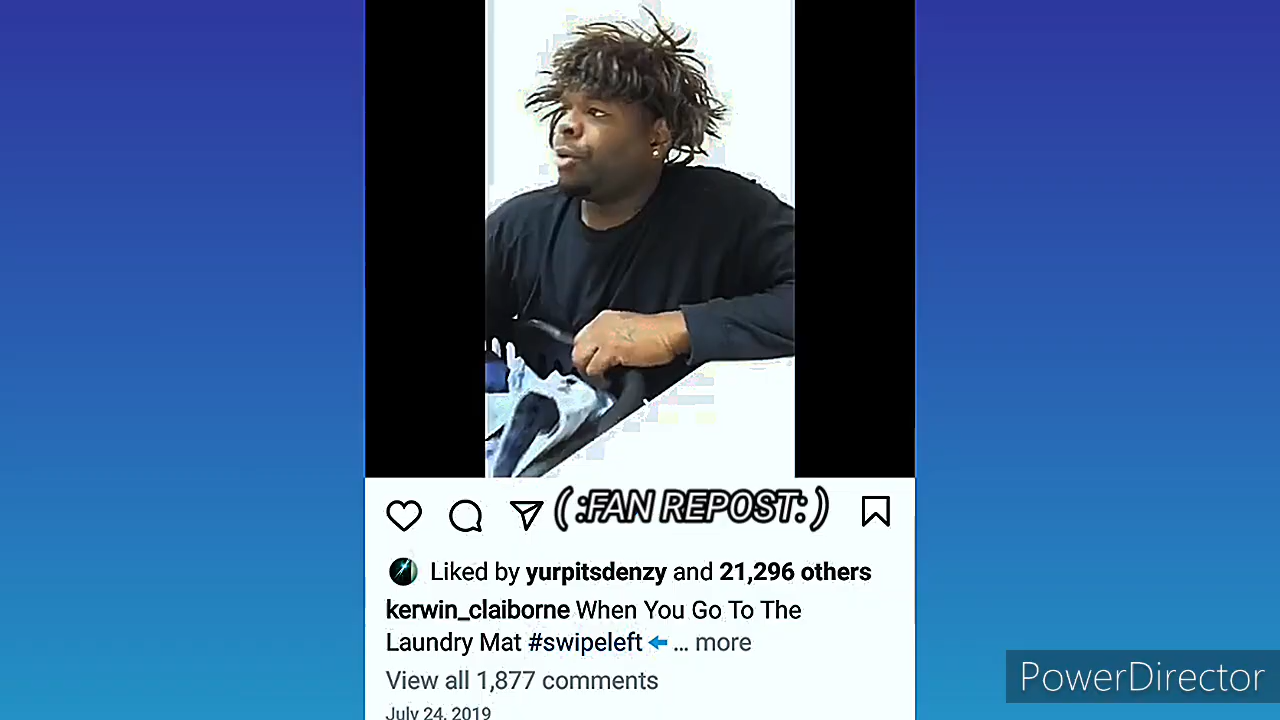 ( :FAN REPOST: )
Liked by yurpitsdenzy and 21,296 others
kerwin_claiborne When You Go To The
Laundry Mat #swipeleft ... more
View all 1,877 comments
July 24, 2019
PowerDirector